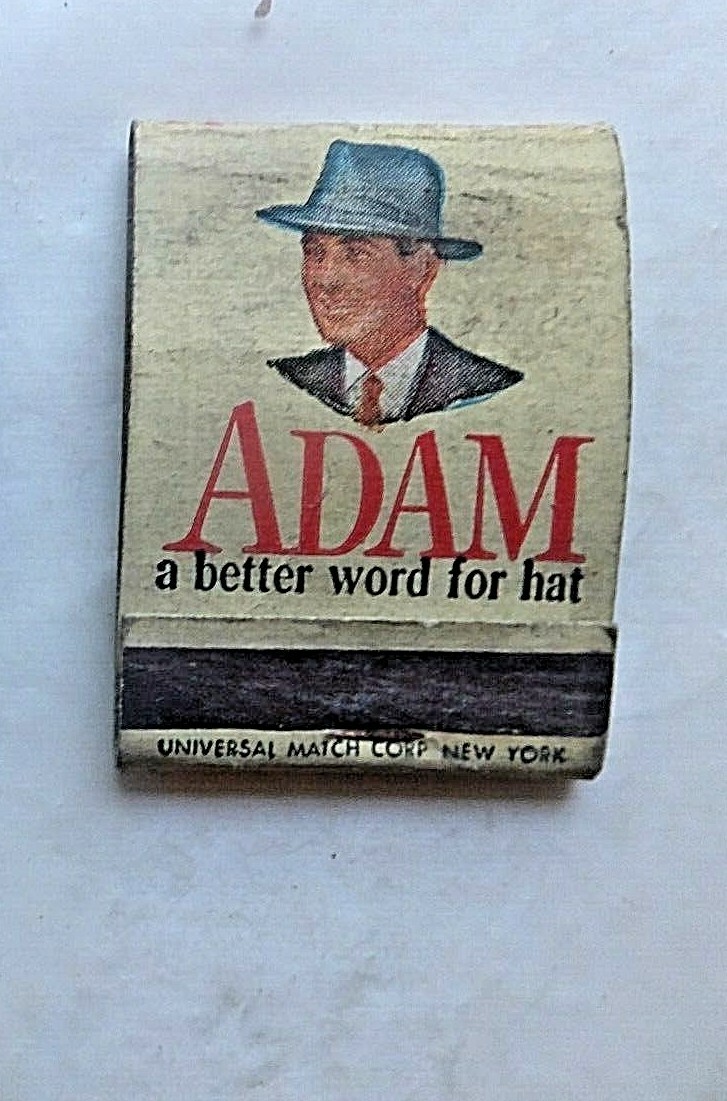 ADAM
a better word for hat
UNIVERSAL MATCH CORP NEW YORK